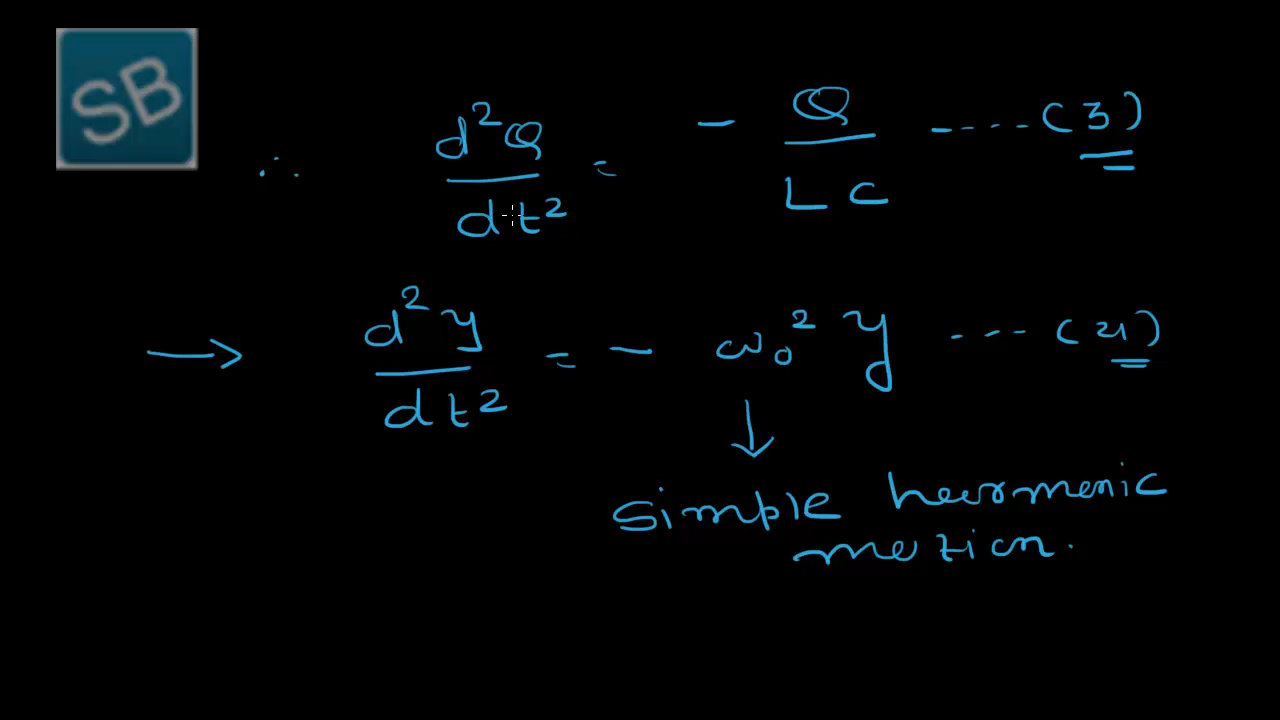 SB
∴ d²Q/dt² = - Q/LC ---- (3)
→ d²y/dt² = - ω₀² y --- (4)
↓
Simple harmonic
motion.